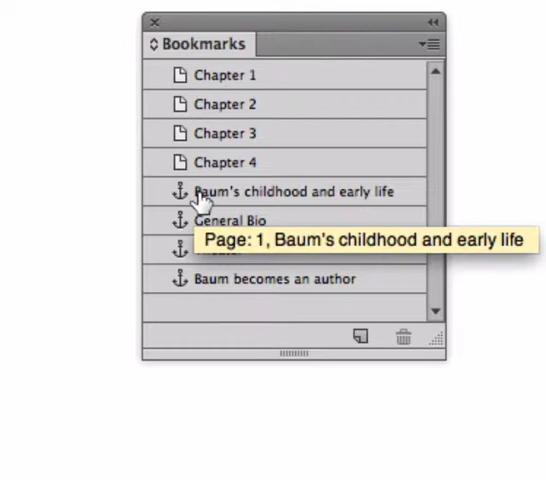 Bookmarks
Chapter 1
Chapter 2
Chapter 3
Chapter 4
Baum's childhood and early life
General Bio
Page: 1, Baum's childhood and early life
Baum becomes an author